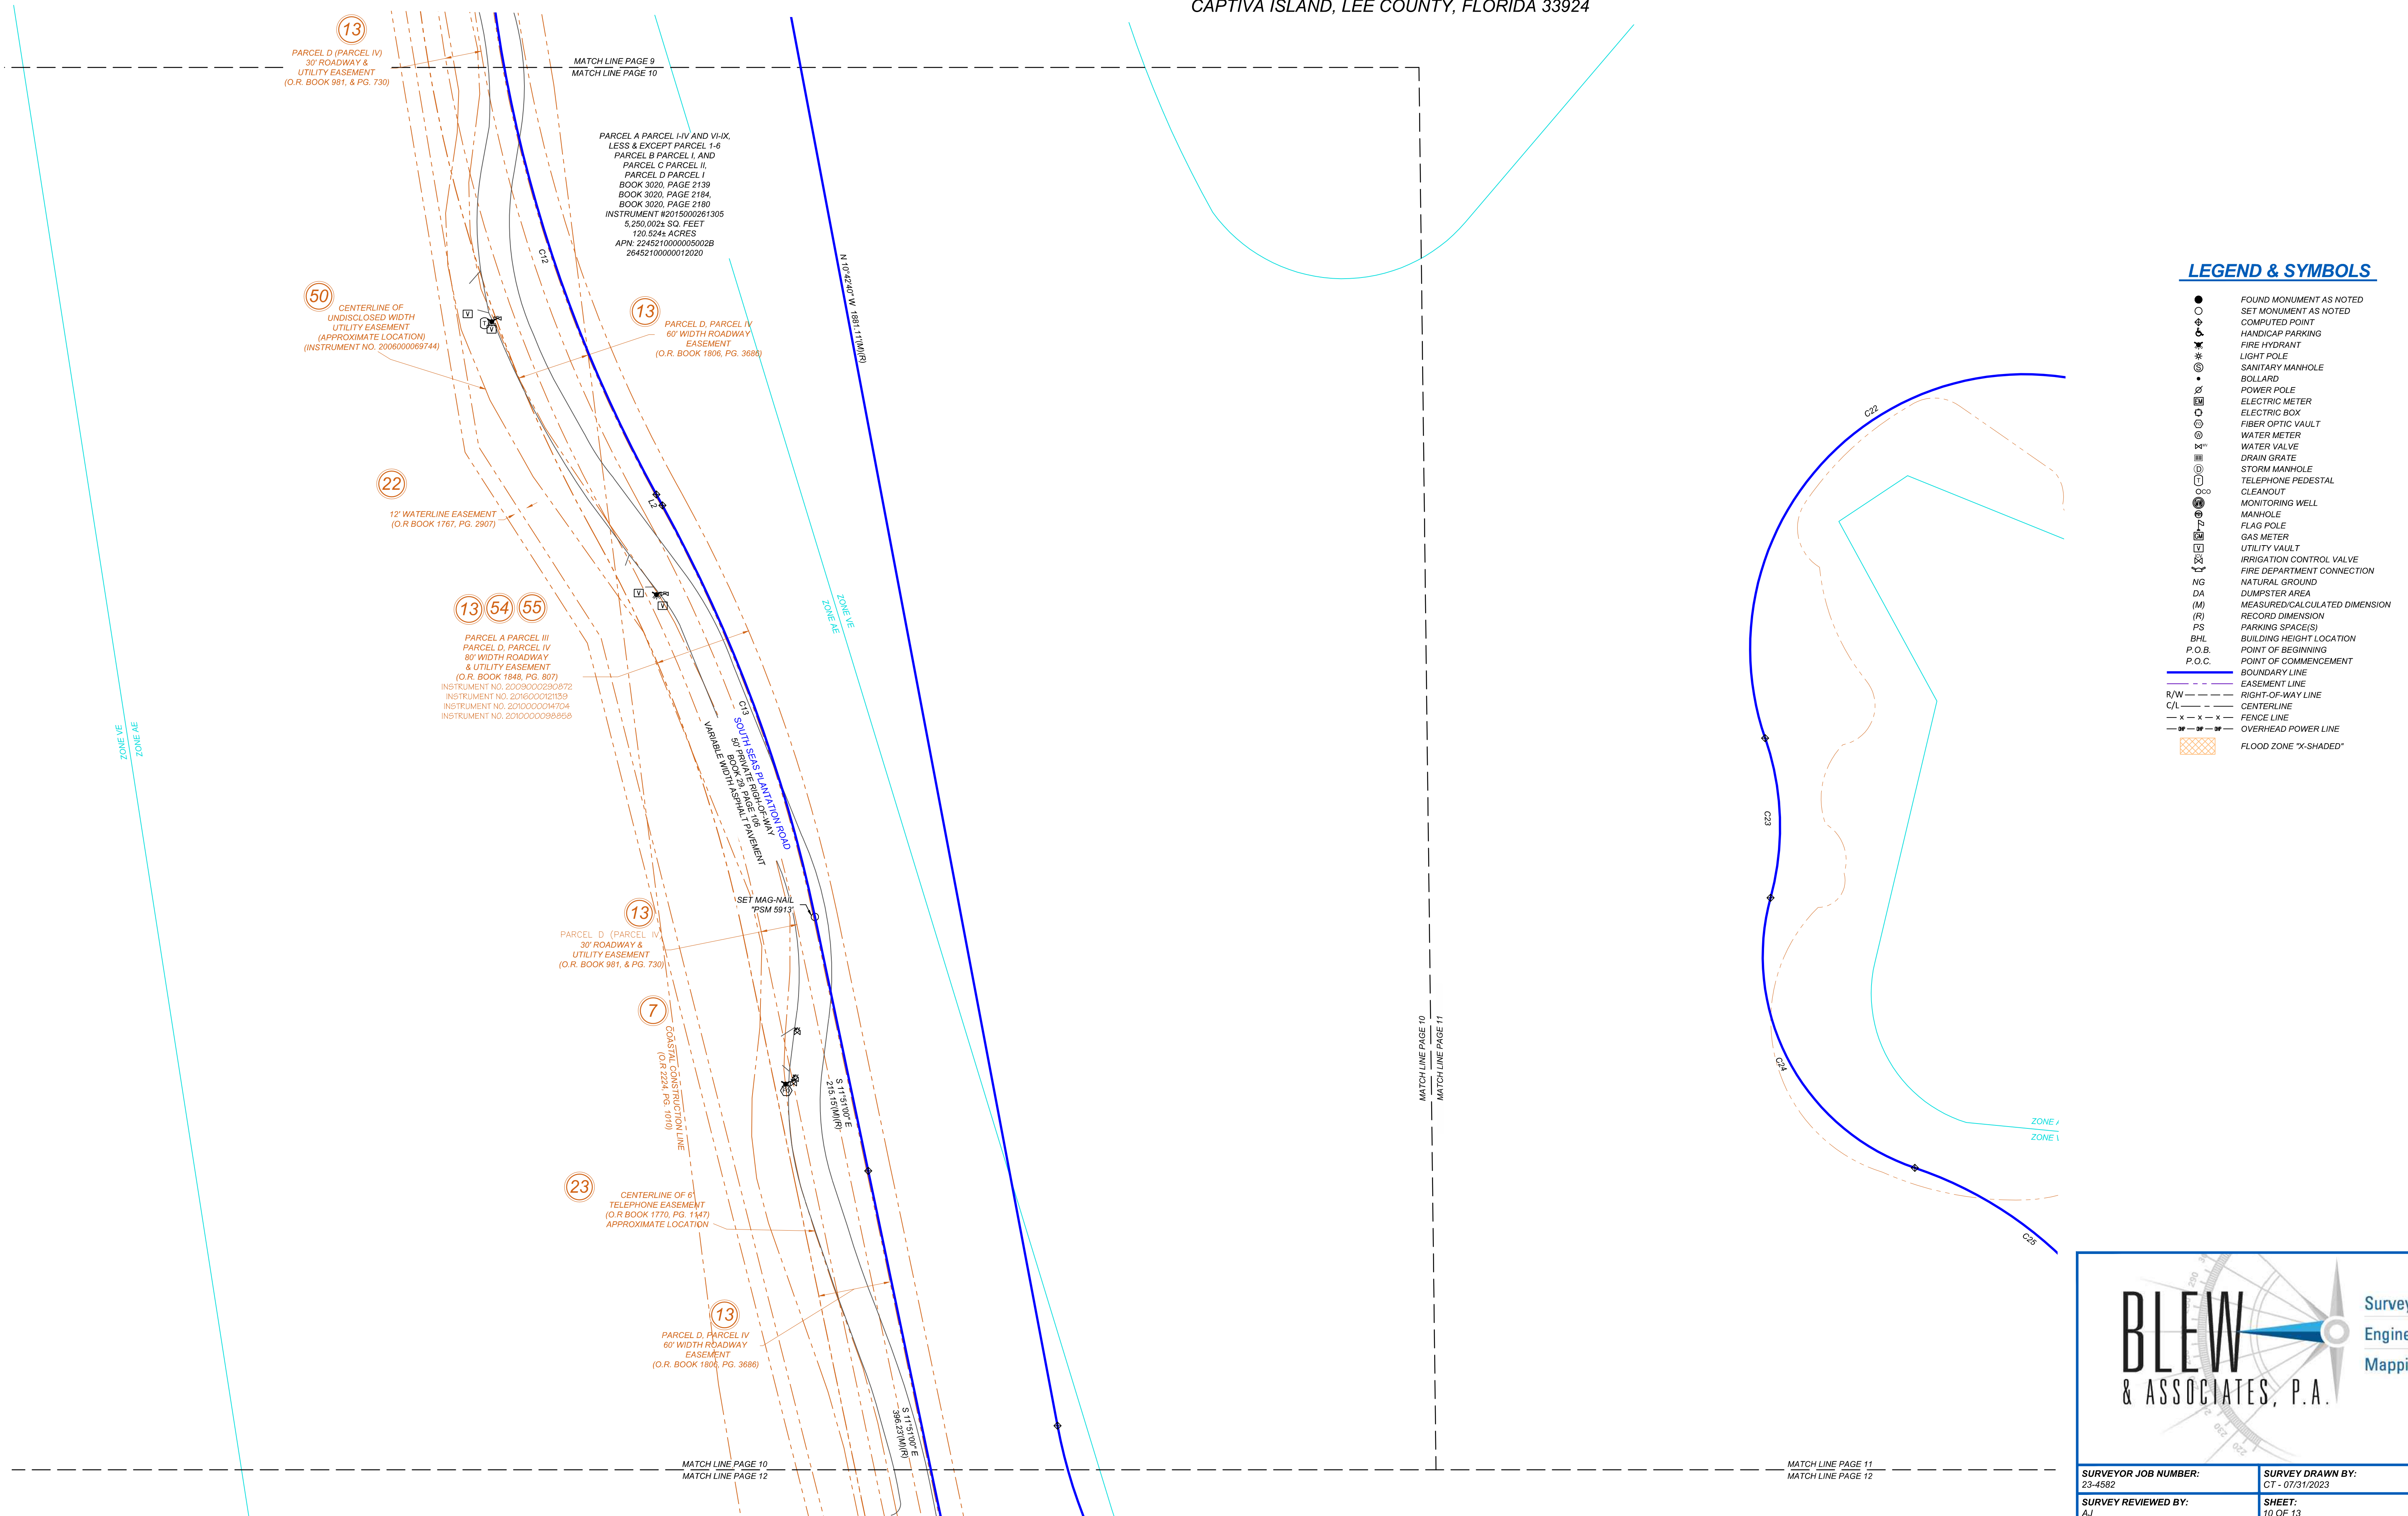 CAPTIVA ISLAND, LEE COUNTY, FLORIDA 33924
13
PARCEL D (PARCEL IV)
30' ROADWAY &
UTILITY EASEMENT
(O.R. BOOK 981, & PG. 730)
MATCH LINE PAGE 9
MATCH LINE PAGE 10
PARCEL A PARCEL I-IV AND VI-IX,
LESS & EXCEPT PARCEL 1-6
PARCEL B PARCEL I, AND
PARCEL C PARCEL II,
PARCEL D PARCEL I
BOOK 3020, PAGE 2139
BOOK 3020, PAGE 2184,
BOOK 3020, PAGE 2180
INSTRUMENT #2015000261305
5,250,002± SQ. FEET
120.524± ACRES
APN: 2245210000005002B
26452100000012020
C12
N 10°42'40" W 1881.11'(M)(R)
50
CENTERLINE OF
UNDISCLOSED WIDTH
UTILITY EASEMENT
(APPROXIMATE LOCATION)
(INSTRUMENT NO. 2006000069744)
V
T
V
13
PARCEL D, PARCEL IV
60' WIDTH ROADWAY
EASEMENT
(O.R. BOOK 1806, PG. 3686)
22
12' WATERLINE EASEMENT
(O.R BOOK 1767, PG. 2907)
L2
V
V
ZONE VE
ZONE AE
13 54 55
PARCEL A PARCEL III
PARCEL D, PARCEL IV
80' WIDTH ROADWAY
& UTILITY EASEMENT
(O.R. BOOK 1848, PG. 807)
INSTRUMENT NO. 2009000290872
INSTRUMENT NO. 2016000121139
INSTRUMENT NO. 2010000014704
INSTRUMENT NO. 2010000098868
ZONE VE
ZONE AE
C13
SOUTH SEAS PLANTATION ROAD
50' PRIVATE RIGH-OF-WAY
BOOK 29, PAGE 106
VARIABLE WIDTH ASPHALT PAVEMENT
SET MAG-NAIL
"PSM 5913"
13
PARCEL D (PARCEL IV)
30' ROADWAY &
UTILITY EASEMENT
(O.R. BOOK 981, & PG. 730)
7
COASTAL CONSTRUCTION LINE
(O.R 2224, PG. 1010)
S 11°51'00" E
215.15'(M)(R)
23
CENTERLINE OF 6'
TELEPHONE EASEMENT
(O.R BOOK 1770, PG. 1147)
APPROXIMATE LOCATION
13
PARCEL D, PARCEL IV
60' WIDTH ROADWAY
EASEMENT
(O.R. BOOK 1806, PG. 3686)
S 11°51'00" E
396.23'(M)(R)
MATCH LINE PAGE 10
MATCH LINE PAGE 12
MATCH LINE PAGE 10
MATCH LINE PAGE 11
C22
C23
C24
C25
ZONE
ZONE
MATCH LINE PAGE 11
MATCH LINE PAGE 12
LEGEND & SYMBOLS
FOUND MONUMENT AS NOTED
SET MONUMENT AS NOTED
COMPUTED POINT
HANDICAP PARKING
FIRE HYDRANT
LIGHT POLE
S SANITARY MANHOLE
BOLLARD
POWER POLE
EM ELECTRIC METER
ELECTRIC BOX
FIBER OPTIC VAULT
WATER METER
WATER VALVE
DRAIN GRATE
D STORM MANHOLE
T TELEPHONE PEDESTAL
CO CLEANOUT
MONITORING WELL
MANHOLE
FLAG POLE
GM GAS METER
V UTILITY VAULT
IRRIGATION CONTROL VALVE
FIRE DEPARTMENT CONNECTION
NG NATURAL GROUND
DA DUMPSTER AREA
(M) MEASURED/CALCULATED DIMENSION
(R) RECORD DIMENSION
PS PARKING SPACE(S)
BHL BUILDING HEIGHT LOCATION
P.O.B. POINT OF BEGINNING
P.O.C. POINT OF COMMENCEMENT
BOUNDARY LINE
EASEMENT LINE
R/W RIGHT-OF-WAY LINE
C/L CENTERLINE
X X X FENCE LINE
OVERHEAD POWER LINE
FLOOD ZONE "X-SHADED"
290
230
220
BLEW
& ASSOCIATES, P.A.
Survey
Engine
Mappi
SURVEYOR JOB NUMBER:
23-4582
SURVEY DRAWN BY:
CT - 07/31/2023
SURVEY REVIEWED BY:
AJ
SHEET:
10 OF 13